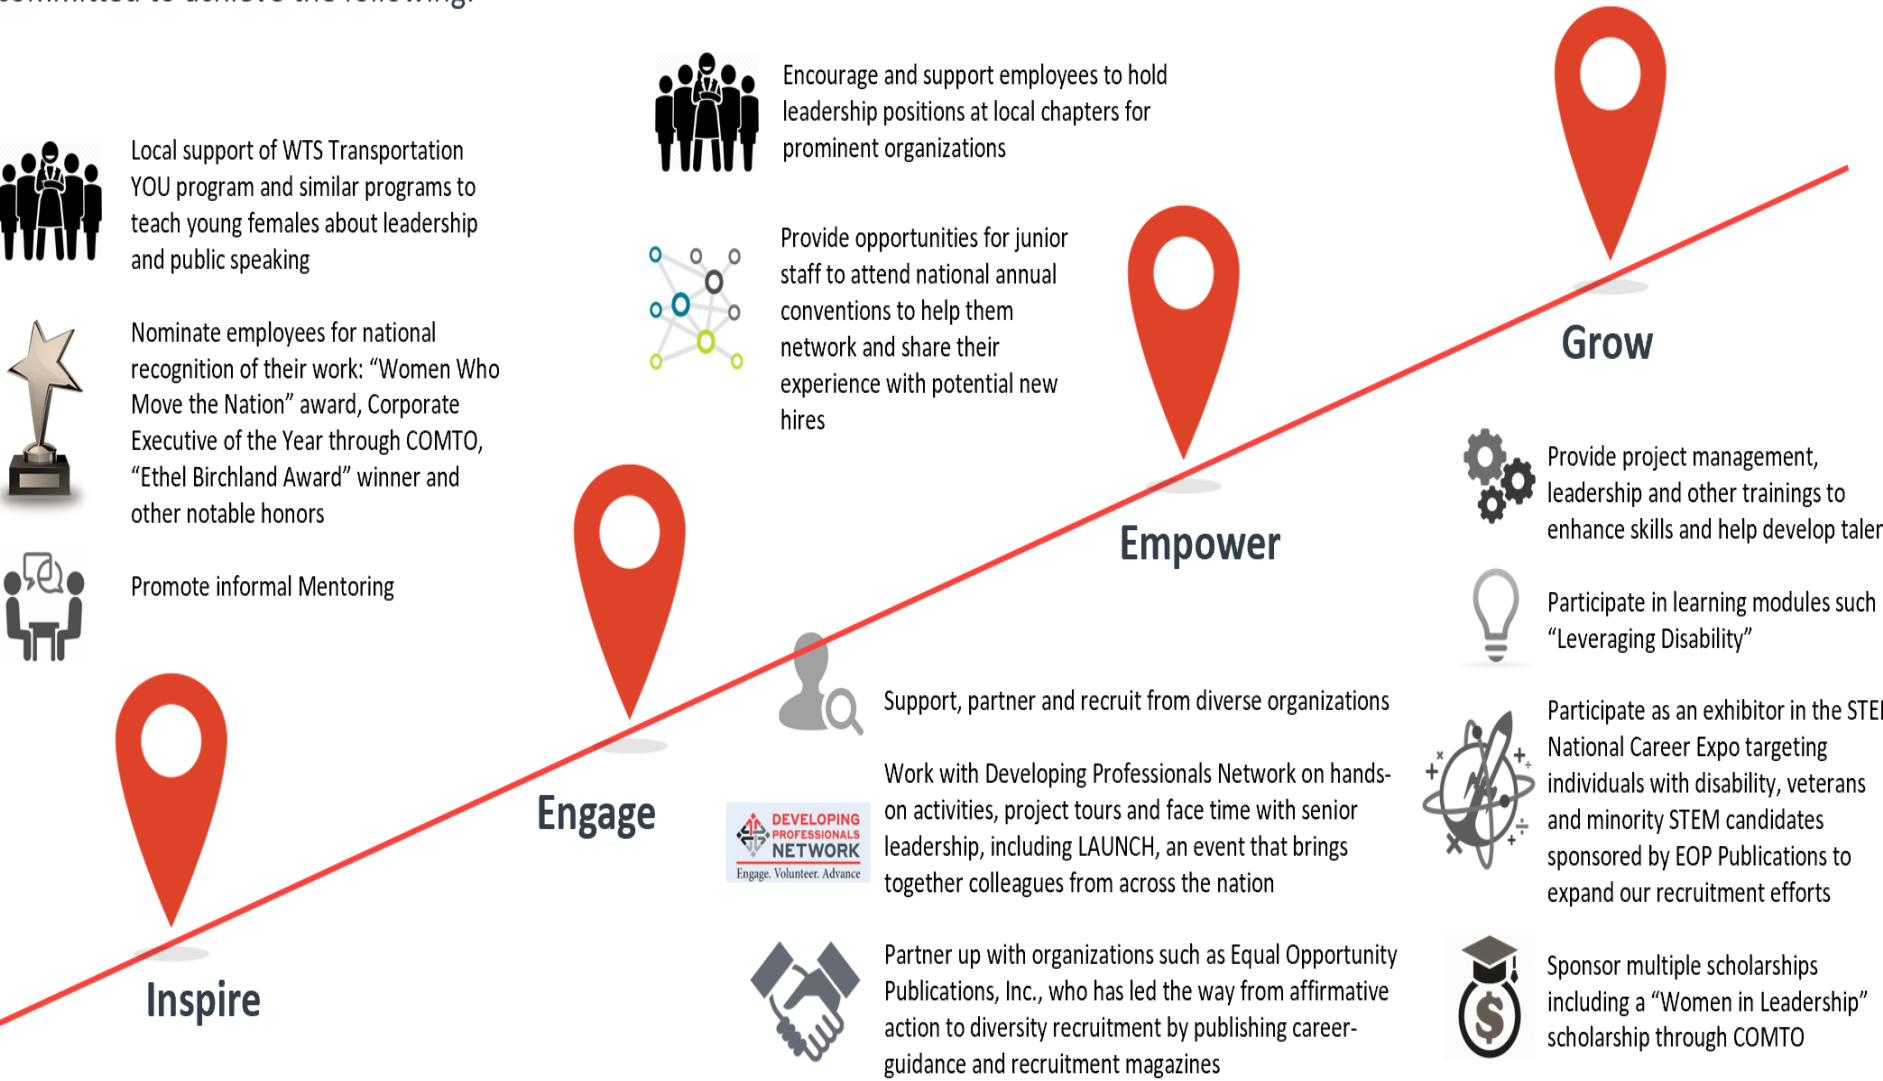 committed to achieve the following:
Local support of WTS Transportation
YOU program and similar programs to
teach young females about leadership
and public speaking
Nominate employees for national
recognition of their work: “Women Who
Move the Nation” award, Corporate
Executive of the Year through COMTO,
“Ethel Birchland Award” winner and
other notable honors
Promote informal Mentoring
Inspire
Encourage and support employees to hold
leadership positions at local chapters for
prominent organizations
Provide opportunities for junior
staff to attend national annual
conventions to help them
network and share their
experience with potential new
hires
Engage
Empower
Support, partner and recruit from diverse organizations
Work with Developing Professionals Network on hands-
on activities, project tours and face time with senior
leadership, including LAUNCH, an event that brings
together colleagues from across the nation
DEVELOPING
PROFESSIONALS
NETWORK
Engage. Volunteer. Advance
Partner up with organizations such as Equal Opportunity
Publications, Inc., who has led the way from affirmative
action to diversity recruitment by publishing career-
guidance and recruitment magazines
Grow
Provide project management,
leadership and other trainings to
enhance skills and help develop
Participate in learning modules such
“Leveraging Disability”
Participate as an exhibitor in the
National Career Expo targeting
individuals with disability, veterans
and minority STEM candidates
sponsored by EOP Publications to
expand our recruitment efforts
Sponsor multiple scholarships
including a “Women in Leadership”
scholarship through COMTO